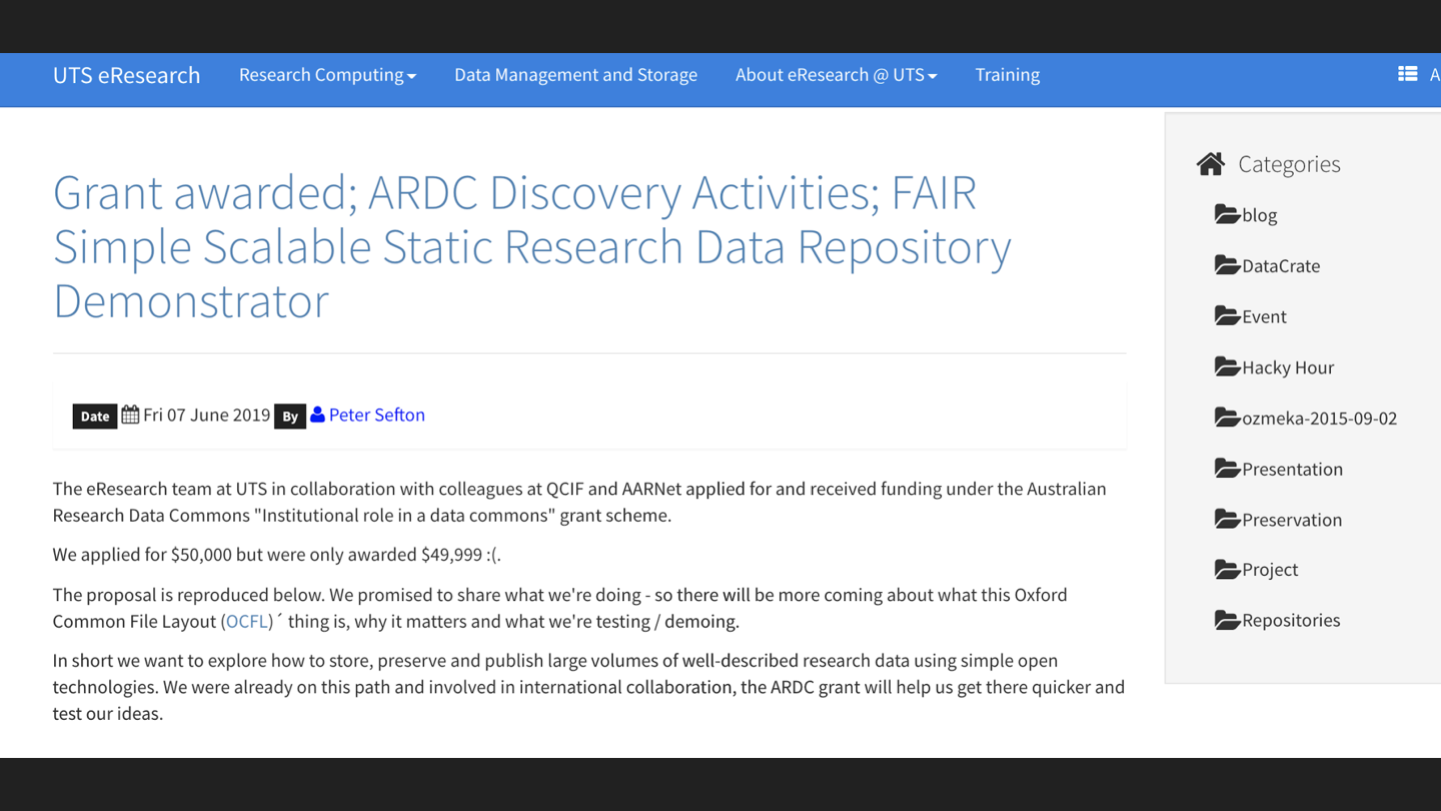 UTS eResearch Research Computing Data Management and Storage About eResearch @ UTS Training A
Grant awarded; ARDC Discovery Activities; FAIR
Simple Scalable Static Research Data Repository
Demonstrator
Date Fri 07 June 2019 By Peter Sefton
The eResearch team at UTS in collaboration with colleagues at QCIF and AARNet applied for and received funding under the Australian
Research Data Commons "Institutional role in a data commons" grant scheme.
We applied for $50,000 but were only awarded $49,999 :(.
The proposal is reproduced below. We promised to share what we're doing - so there will be more coming about what this Oxford
Common File Layout (OCFL)´ thing is, why it matters and what we're testing / demoing.
In short we want to explore how to store, preserve and publish large volumes of well-described research data using simple open
technologies. We were already on this path and involved in international collaboration, the ARDC grant will help us get there quicker and
test our ideas.
Categories
blog
DataCrate
Event
Hacky Hour
ozmeka-2015-09-02
Presentation
Preservation
Project
Repositories